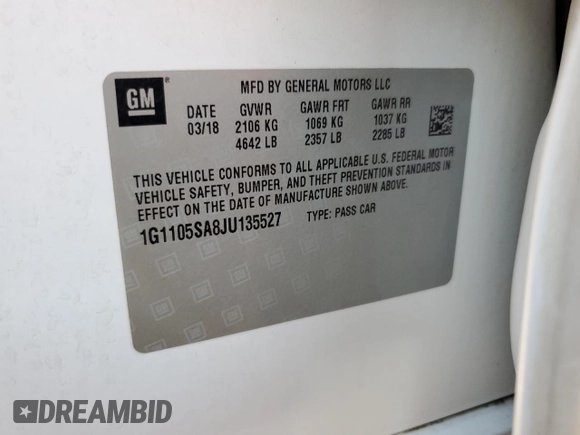 GM
MFD BY GENERAL MOTORS LLC
DATE GVWR GAWR FRT GAWR RR
03/18 2106 KG 1069 KG 1037 KG
4642 LB 2357 LB 2285 LB
THIS VEHICLE CONFORMS TO ALL APPLICABLE U.S. FEDERAL MOTOR
VEHICLE SAFETY, BUMPER, AND THEFT PREVENTION STANDARDS IN
EFFECT ON THE DATE OF MANUFACTURE SHOWN ABOVE.
1G1105SA8JU135527 TYPE: PASS CAR
DREAMBID